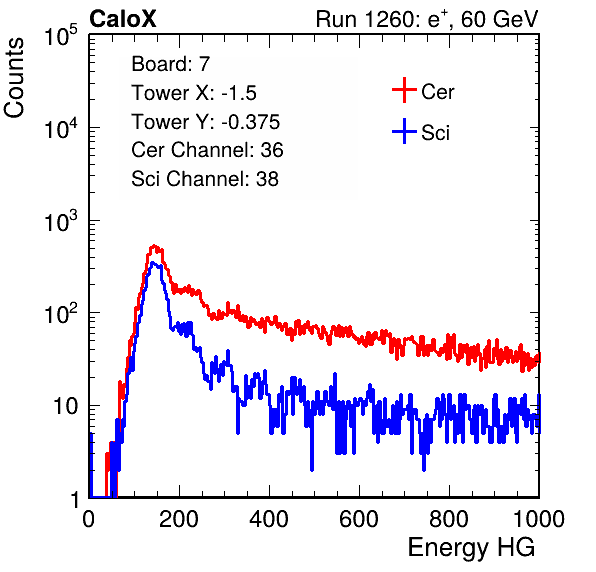 CaloX Run 1260: e⁺, 60 GeV
Counts
Board: 7
Tower X: -1.5
Tower Y: -0.375
Cer Channel: 36
Sci Channel: 38
Cer
Sci
10⁵
10⁴
10³
10²
10
1
0 200 400 600 800 1000
Energy HG